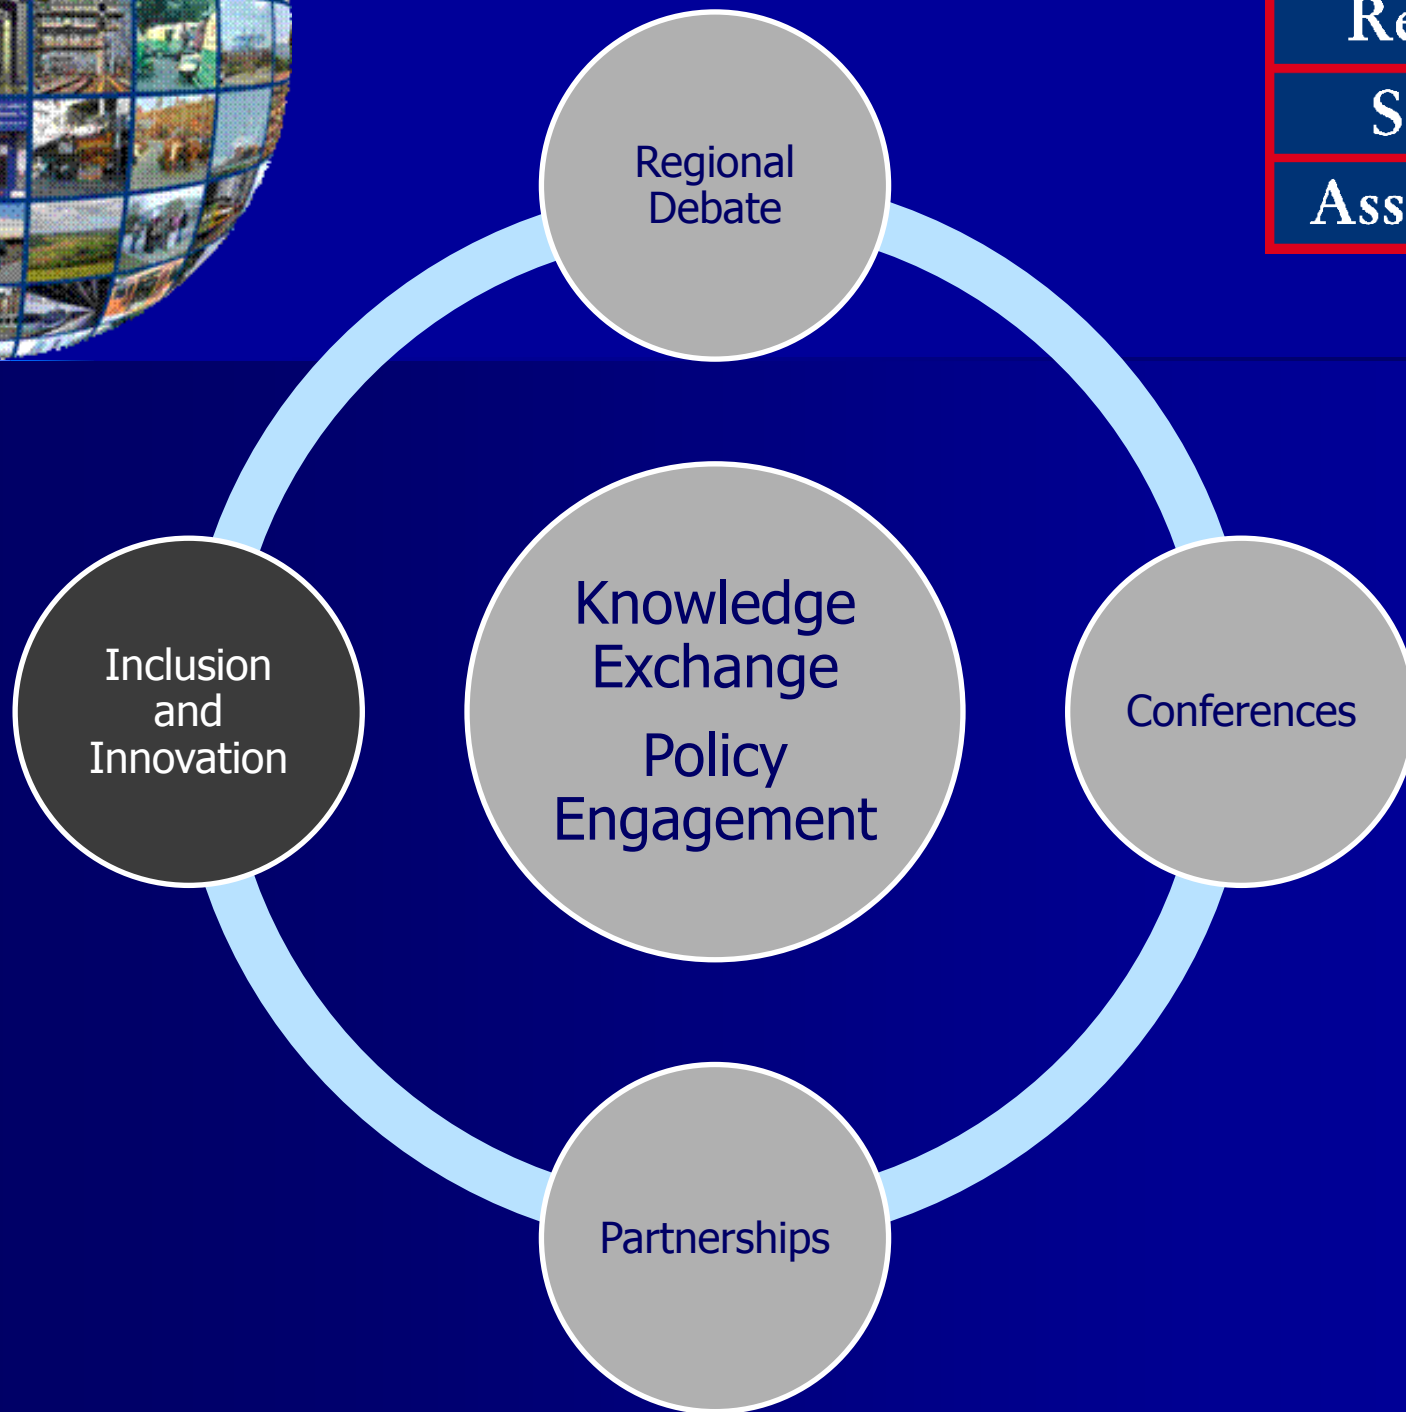 Regional
Debate
Knowledge
Exchange
Policy
Engagement
Inclusion
and
Innovation
Conferences
Partnerships